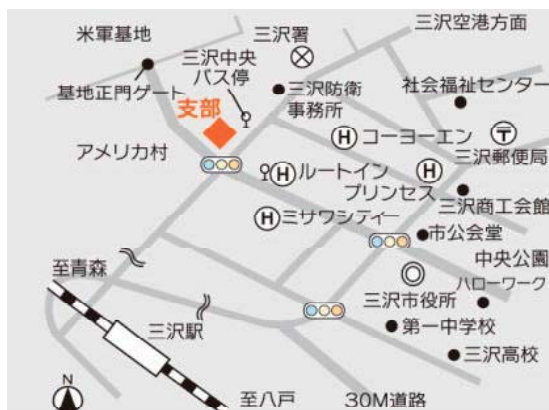 米軍基地
三沢署
三沢空港方面
三沢中央
バス停
基地正門ゲート
三沢防衛
事務所
社会福祉センター
支部
H
コーヨーエン
〒
アメリカ村
三沢郵便局
H
ルートイン
H
プリンセス
三沢商工会館
H
ミサワシティー
市公会堂
至青森
中央公園
三沢市役所
ハローワーク
三沢駅
第一中学校
三沢高校
N
至八戸
30M道路